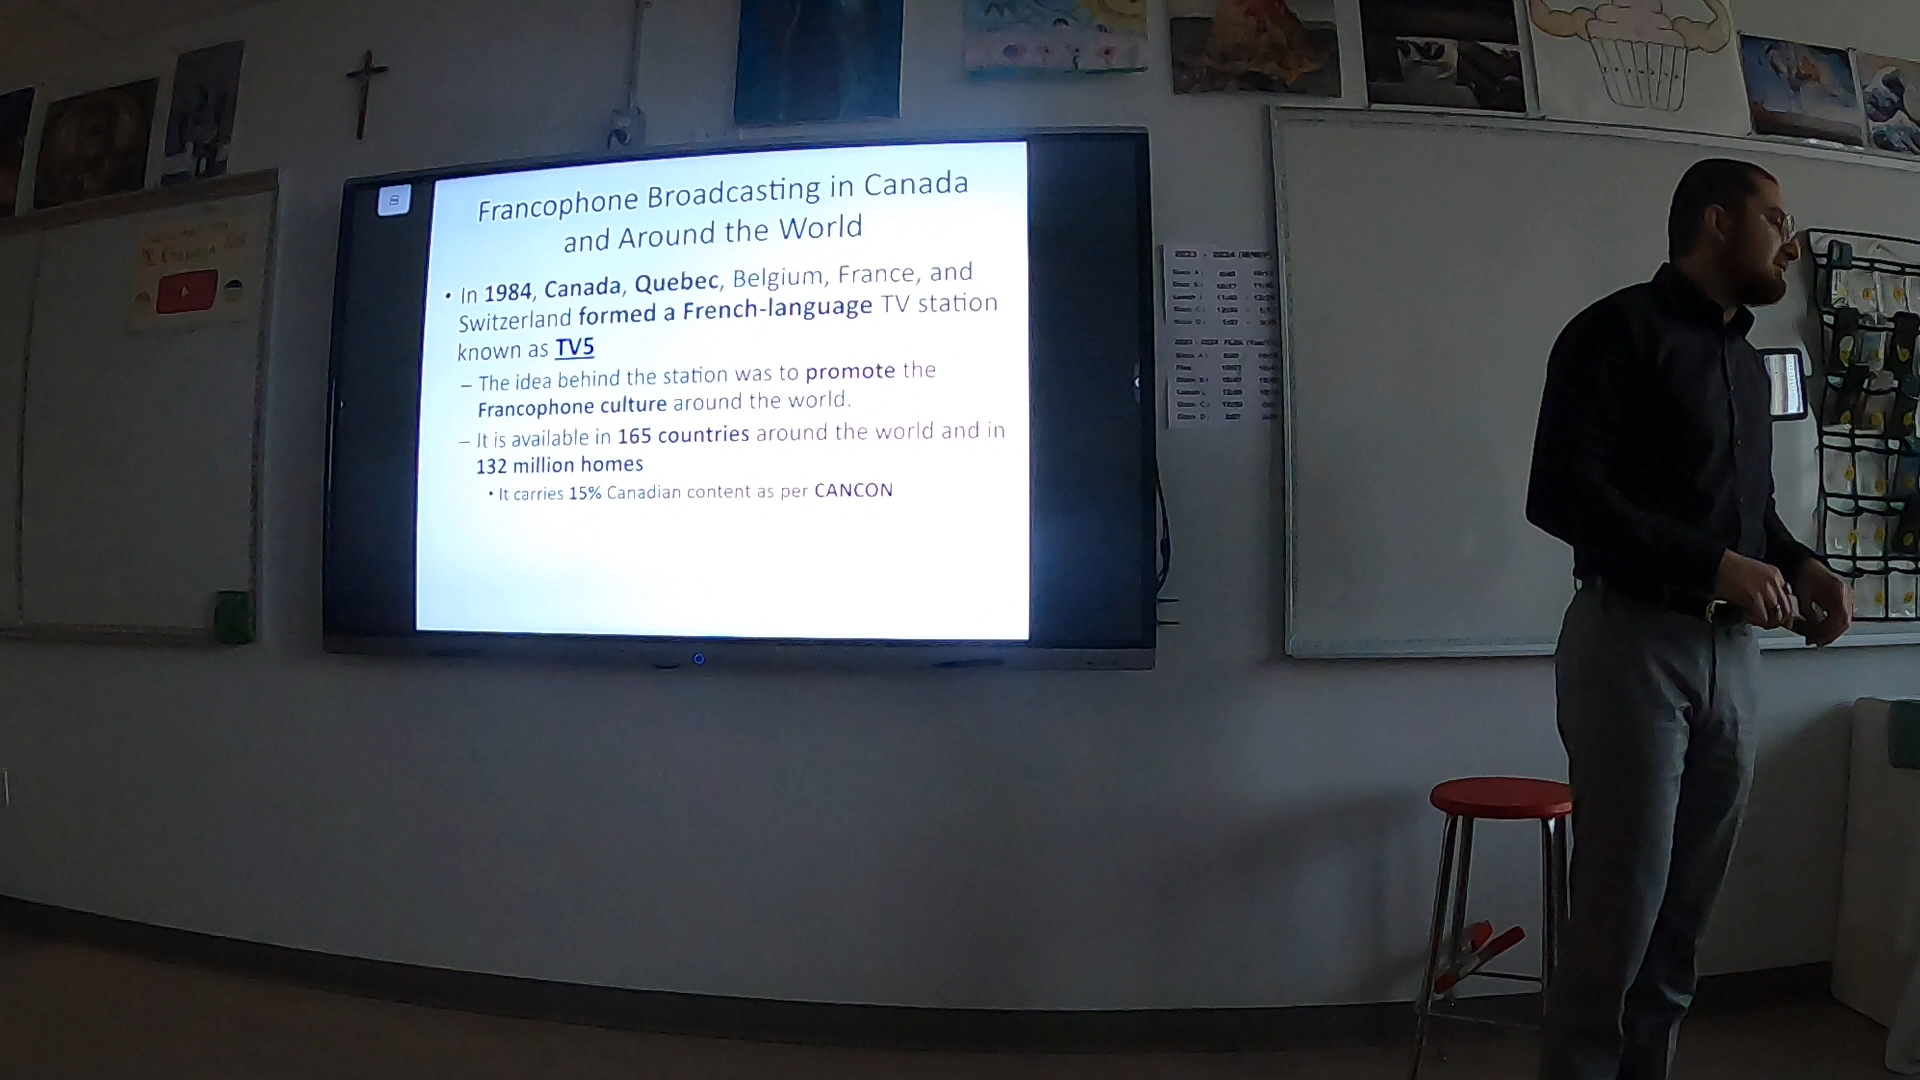 Francophone Broadcasting in Canada
and Around the World
• In 1984, Canada, Quebec, Belgium, France, and
Switzerland formed a French-language TV station
known as TV5
– The idea behind the station was to promote the
Francophone culture around the world.
– It is available in 165 countries around the world and in
132 million homes
• It carries 15% Canadian content as per CANCON